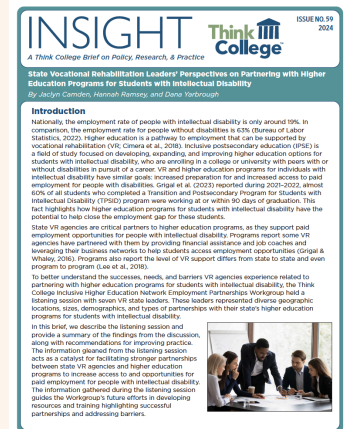 INSIGHT
Think College
ISSUE NO.59
2024
A Think College Brief on Policy, Research, & Practice
State Vocational Rehabilitation Leaders' Perspectives on Partnering with Higher
Education Programs for Students with Intellectual Disability
By Jaclyn Camden, Hannah Ramsey, and Dana Yarbrough
Introduction
Nationally, the employment rate of people with intellectual disability is only around 19%. In
comparison, the employment rate for people without disabilities is 63% (Bureau of Labor
Statistics, 2022). Higher education is a pathway to employment that can be supported by
vocational rehabilitation (VR; Cimera et al., 2018). Inclusive postsecondary education (IPSE) is
a field of study focused on developing, expanding, and improving higher education options for
students with intellectual disability, who are enrolling in a college or university with peers with or
without disabilities in pursuit of a career. VR and higher education programs for individuals with
intellectual disability have similar goals: increased preparation for and increased access to paid
employment for people with disabilities. Grigal et al. (2023) reported during 2021-2022, almost
60% of all students who completed a Transition and Postsecondary Program for Students with
Intellectual Disability (TPSID) program were working at or within 90 days of graduation. This
fact highlights how higher education programs for students with intellectual disability have the
potential to help close the employment gap for these students.
State VR agencies are critical partners to higher education programs, as they support paid
employment opportunities for people with intellectual disability. Programs report some VR
agencies have partnered with them by providing financial assistance and job coaches and
leveraging their business networks to help students access employment opportunities (Grigal &
Whaley, 2016). Programs also report the level of VR support differs from state to state and even
program to program (Lee et al., 2018).
To better understand the successes, needs, and barriers VR agencies experience related to
partnering with higher education programs for students with intellectual disability, the Think
College Inclusive Higher Education Network Employment Partnerships Workgroup held a
listening session with seven VR state leaders. These leaders represented diverse geographic
locations, sizes, demographics, and types of partnerships with their state's higher education
programs for students with intellectual disability.
In this brief, we describe the listening session and
provide a summary of the findings from the discussion,
along with recommendations for improving practice.
The information gleaned from the listening session
acts as a catalyst for facilitating stronger partnerships
between state VR agencies and higher education
programs to increase access to and opportunities for
paid employment for people with intellectual disability.
The information gathered during the listening session
guides the Workgroup's future efforts in developing
resources and training highlighting successful
partnerships and addressing barriers.